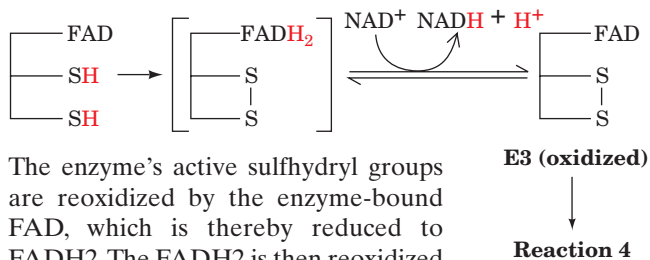 FAD
SH
SH
FADH₂
S
S
NAD⁺ NADH + H⁺
FAD
S
S
E3 (oxidized)
Reaction 4
The enzyme's active sulfhydryl groups
are reoxidized by the enzyme-bound
FAD, which is thereby reduced to
FADH2. The FADH2 is then reoxidized